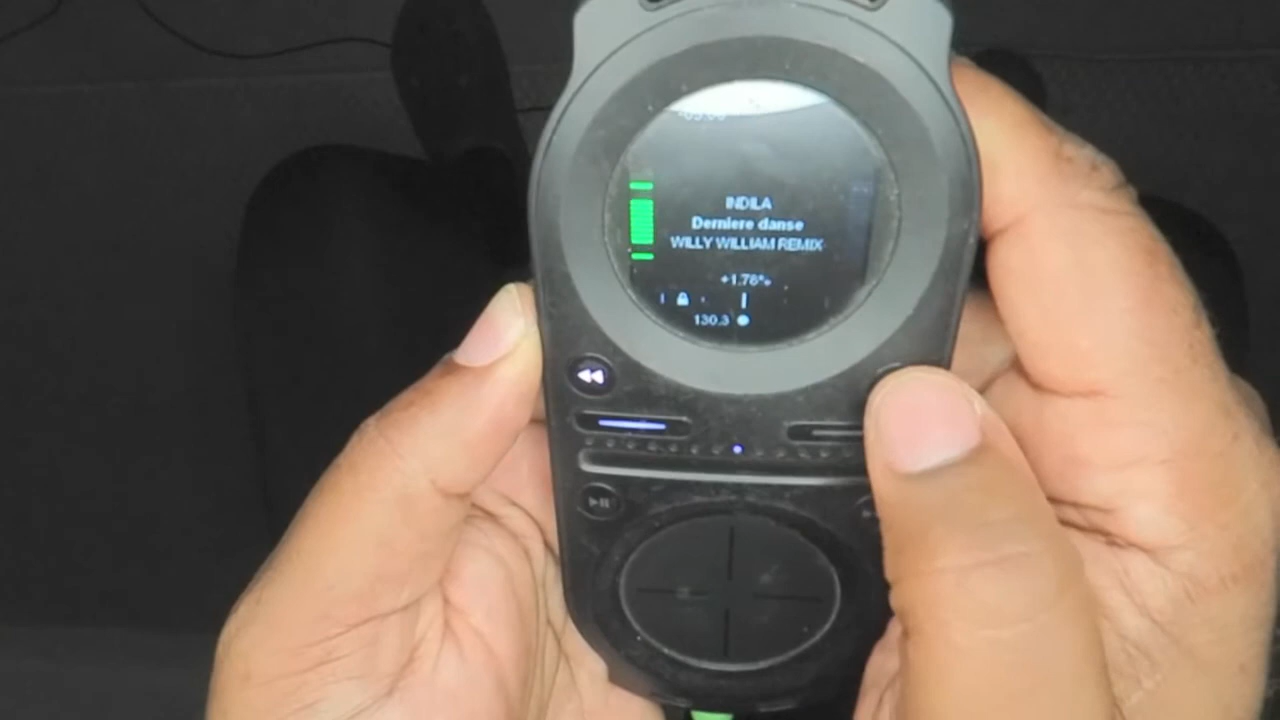 INDILA
Derniere danse
WILLY WILLIAM REMIX
+1.76%
130.3